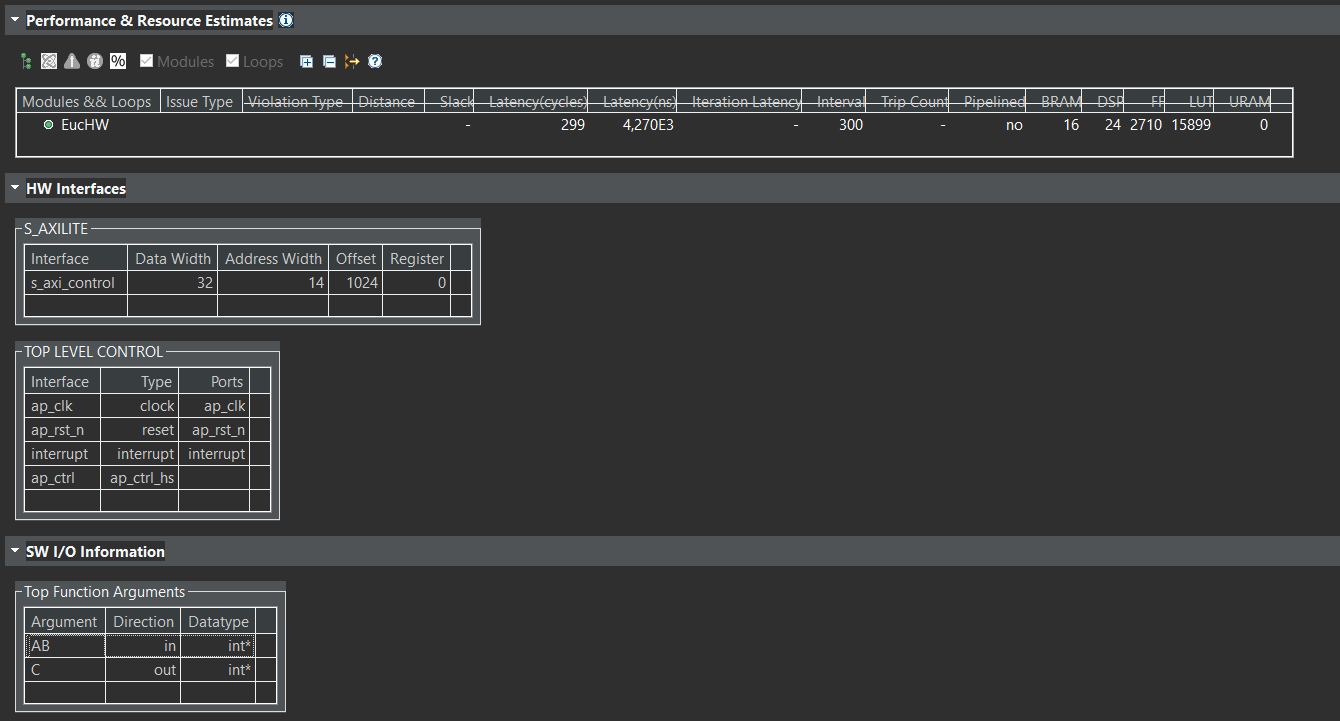 Performance & Resource Estimates
% Modules Loops
Modules && Loops Issue Type Violation Type Distance Slack Latency(cycles) Latency(ns) Iteration Latency Interval Trip Count Pipelined BRAM DSP FF LUT URAM
EucHW - 299 4,270E3 - 300 - no 16 24 2710 15899 0
HW Interfaces
S_AXILITE
Interface Data Width Address Width Offset Register
s_axi_control 32 14 1024 0
TOP LEVEL CONTROL
Interface Type Ports
ap_clk clock ap_clk
ap_rst_n reset ap_rst_n
interrupt interrupt interrupt
ap_ctrl ap_ctrl_hs
SW I/O Information
Top Function Arguments
Argument Direction Datatype
AB in int*
C out int*